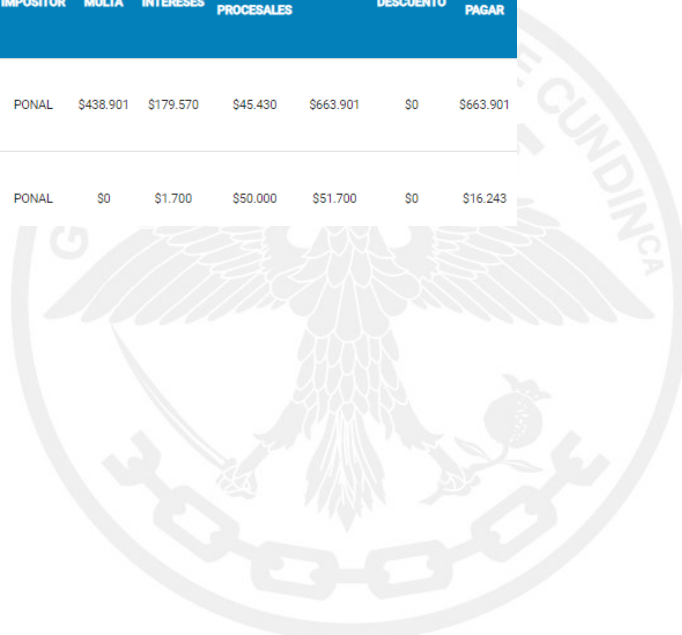 IMPOSITOR MULTA INTERESES PROCESALES DESCUENTO PAGAR
PONAL $438.901 $179.570 $45.430 $663.901 $0 $663.901
PONAL $0 $1.700 $50.000 $51.700 $0 $16.243
G E CUNDINCA